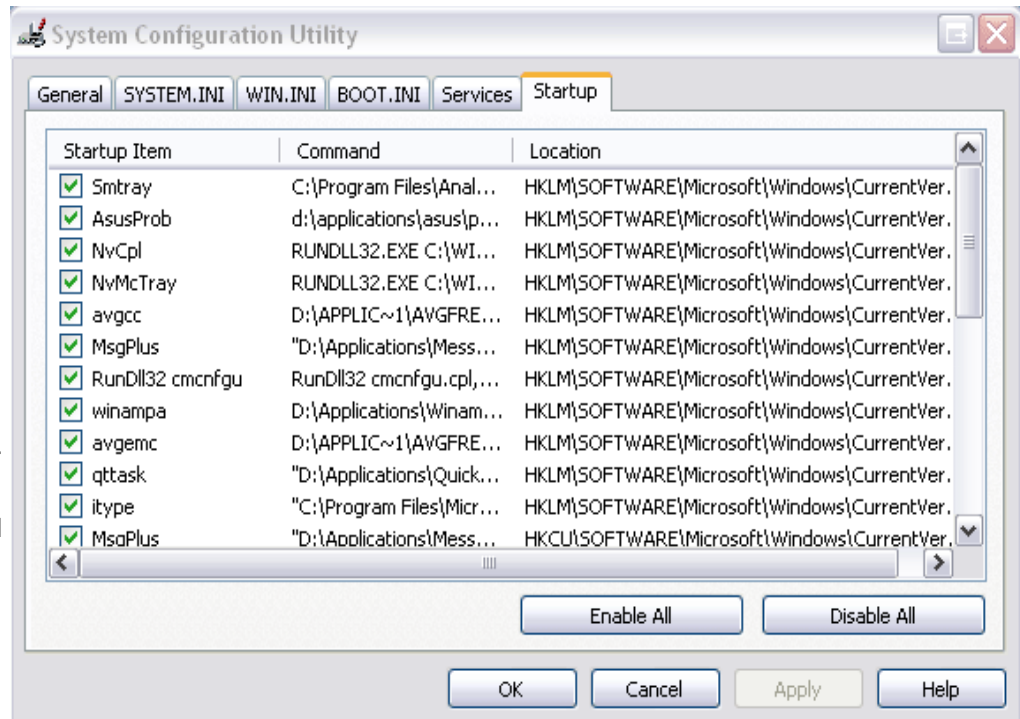 System Configuration Utility
General SYSTEM.INI WIN.INI BOOT.INI Services Startup
Startup Item Command Location
Smtray C:\Program Files\Anal... HKLM\SOFTWARE\Microsoft\Windows\CurrentVer.
AsusProb d:\applications\asus\p... HKLM\SOFTWARE\Microsoft\Windows\CurrentVer.
NvCpl RUNDLL32.EXE C:\WI... HKLM\SOFTWARE\Microsoft\Windows\CurrentVer.
NvMcTray RUNDLL32.EXE C:\WI... HKLM\SOFTWARE\Microsoft\Windows\CurrentVer.
avgcc D:\APPLIC~1\AVGFRE... HKLM\SOFTWARE\Microsoft\Windows\CurrentVer.
MsgPlus "D:\Applications\Mess... HKLM\SOFTWARE\Microsoft\Windows\CurrentVer.
RunDll32 cmcnfgu RunDll32 cmcnfgu.cpl,... HKLM\SOFTWARE\Microsoft\Windows\CurrentVer.
winampa D:\Applications\Winam... HKLM\SOFTWARE\Microsoft\Windows\CurrentVer.
avgemc D:\APPLIC~1\AVGFRE... HKLM\SOFTWARE\Microsoft\Windows\CurrentVer.
qttask "D:\Applications\Quick... HKLM\SOFTWARE\Microsoft\Windows\CurrentVer.
itype "C:\Program Files\Micr... HKLM\SOFTWARE\Microsoft\Windows\CurrentVer.
MsgPlus "D:\Applications\Mess... HKCU\SOFTWARE\Microsoft\Windows\CurrentVer.
Enable All Disable All
OK Cancel Apply Help